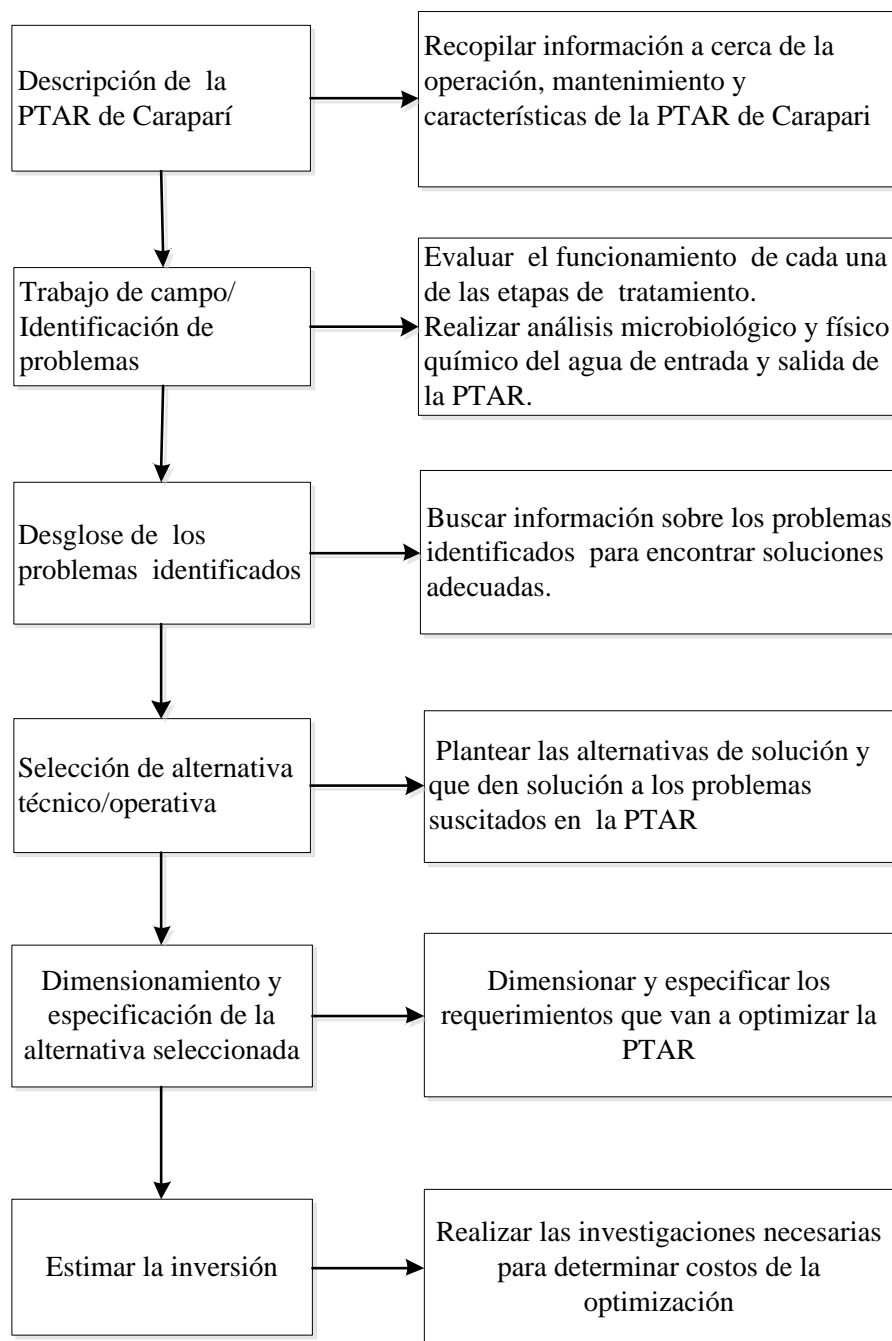 Descripción de la
PTAR de Caraparí
Recopilar información a cerca de la
operación, mantenimiento y
características de la PTAR de Carapari
Trabajo de campo/
Identificación de
problemas
Evaluar el funcionamiento de cada una
de las etapas de tratamiento.
Realizar análisis microbiológico y físico
químico del agua de entrada y salida de
la PTAR.
Desglose de los
problemas identificados
Buscar información sobre los problemas
identificados para encontrar soluciones
adecuadas.
Selección de alternativa
técnico/operativa
Plantear las alternativas de solución y
que den solución a los problemas
suscitados en la PTAR
Dimensionamiento y
especificación de la
alternativa seleccionada
Dimensionar y especificar los
requerimientos que van a optimizar la
PTAR
Estimar la inversión
Realizar las investigaciones necesarias
para determinar costos de la
optimización